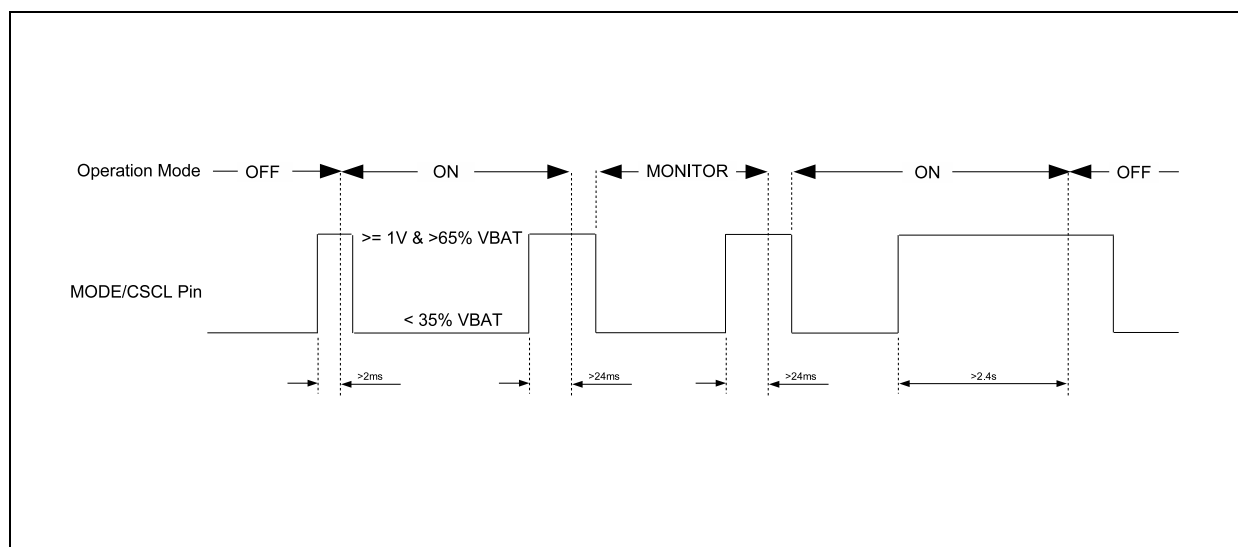 Operation Mode OFF ON MONITOR ON OFF
>= 1V & >65% VBAT
MODE/CSCL Pin
< 35% VBAT
>2ms >24ms >24ms >2.4s